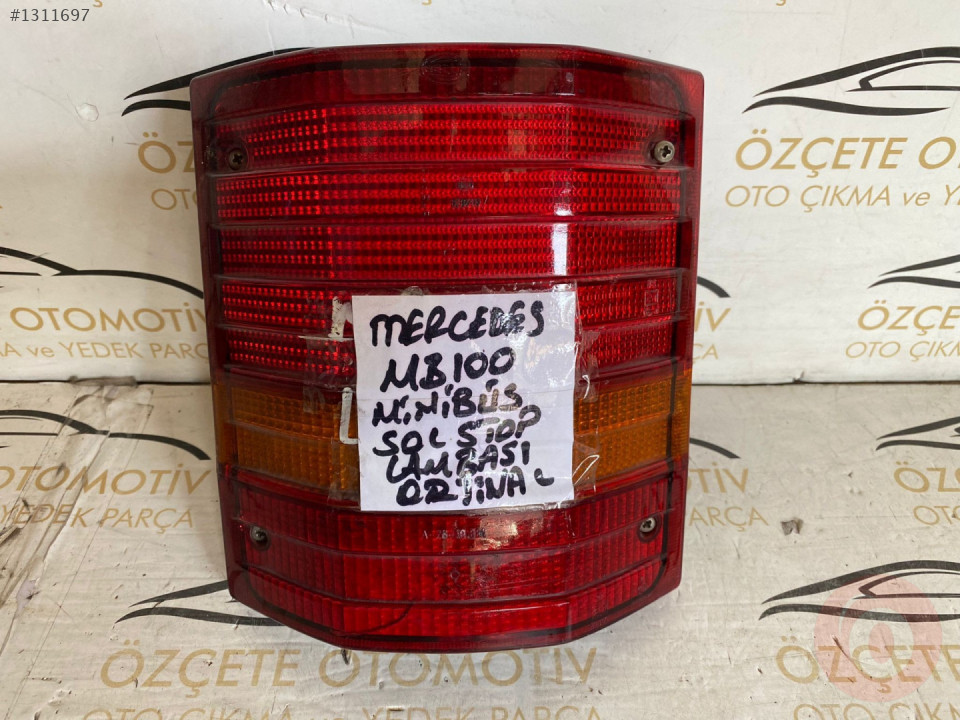 #1311697
ÖZÇETE OTOMOTİV
OTO ÇIKMA ve YEDEK PARÇA
MERCEDES
MB100
MİNİBÜS
SOL STOP
LAMBASI
ORJİNAL